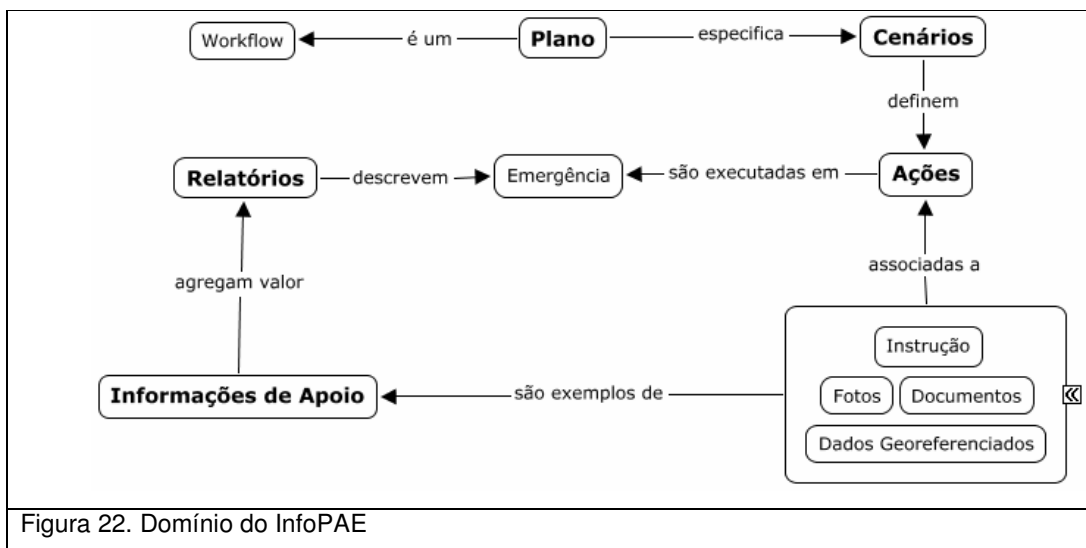 Workflow
é um
Plano
especifica
Cenários
definem
Relatórios
descrevem
Emergência
são executadas em
Ações
agregam valor
associadas a
Instrução
Fotos
Documentos
Dados Georeferenciados
Informações de Apoio
são exemplos de
Figura 22. Domínio do InfoPAE